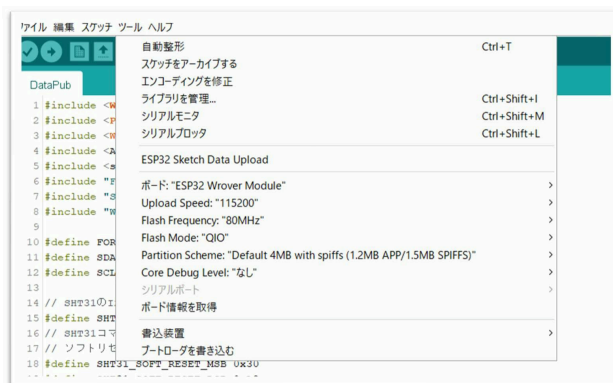 ァイル 編集 スケッチ ツール ヘルプ
自動整形 Ctrl+T
スケッチをアーカイブする
エンコーディングを修正
ライブラリを管理... Ctrl+Shift+I
シリアルモニタ Ctrl+Shift+M
シリアルプロッタ Ctrl+Shift+L
ESP32 Sketch Data Upload
ボード: "ESP32 Wrover Module"
Upload Speed: "115200"
Flash Frequency: "80MHz"
Flash Mode: "QIO"
Partition Scheme: "Default 4MB with spiffs (1.2MB APP/1.5MB SPIFFS)"
Core Debug Level: "なし"
シリアルポート
ボード情報を取得
書込装置
ブートローダを書き込む
DataPub
1 #include <W
2 #include <P
3 #include <W
4 #include <A
5 #include <s
6 #include "F
7 #include "S
8 #include "W
9
10 #define FOR
11 #define SDA
12 #define SCL
13
14 // SHT31のI
15 #define SHT
16 // SHT31コマ
17 // ソフトリセ
18 #define SHT31_SOFT_RESET_MSB 0x30